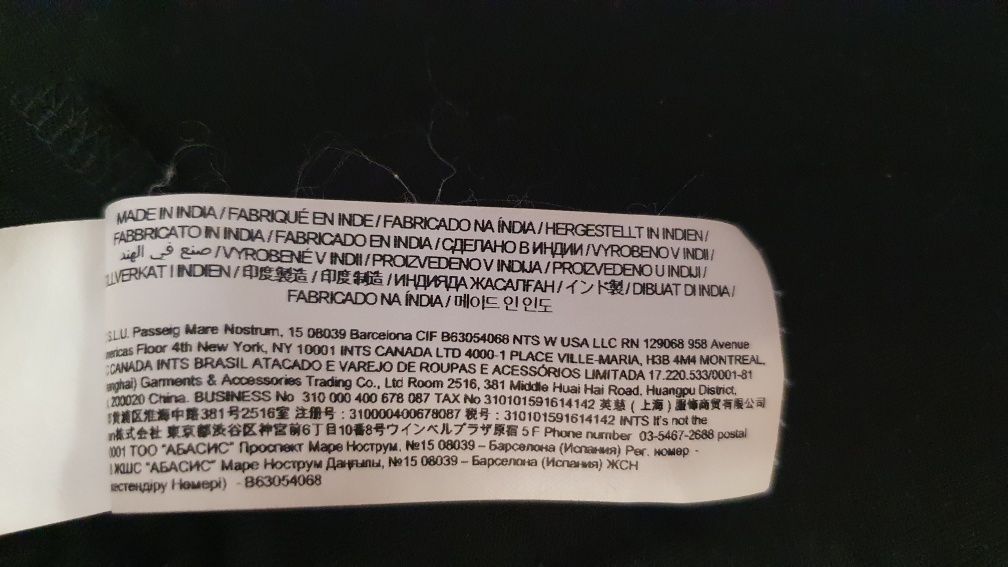 MADE IN INDIA / FABRIQUÉ EN INDE / FABRICADO NA ÍNDIA / HERGESTELLT IN INDIEN /
FABBRICATO IN INDIA / FABRICADO EN INDIA / СДЕЛАНО В ИНДИИ / VYROBENO V INDII /
صنع في الهند / VYROBENÉ V INDII / PROIZVEDENO V INDIJA / PROIZVEDENO U INDIJI /
TILLVERKAT I INDIEN / 印度製造 / 印度制造 / ИНДИЯДА ЖАСАЛҒАН / インド製 / DIBUAT DI INDIA /
FABRICADO NA ÍNDIA / 메이드 인 인도
S.L.U. Passeig Mare Nostrum, 15 08039 Barcelona CIF B63054068 NTS W USA LLC RN 129068 958 Avenue
Floor 4th New York, NY 10001 INTS CANADA LTD 4000-1 PLACE VILLE-MARIA, H3B 4M4 MONTREAL,
CANADA INTS BRASIL ATACADO E VAREJO DE ROUPAS E ACESSÓRIOS LIMITADA 17.220.533/0001-81
Garments & Accessories Trading Co., Ltd Room 2516, 381 Middle Huai Hai Road. Huangpu District,
200020 China. BUSINESS No 310 000 400 678 087 TAX No 310101591614142 英慈 ( 上海 ) 服饰商贸有限公司
黄浦区淮海中路381号2516室 注册号 : 310000400678087 税号 : 310101591614142 INTS It's not the
株式会社 東京都渋谷区神宮前6丁目10番8号ウインベルプラザ原宿 5 F Phone number 03-5467-2688 postal
0001 ТОО "АБАСИС" Проспект Маре Нострум, №15 08039 – Барселона (Испания) Рег. номер -
ЖШС "АБАСИС" Маре Нострум Даңғылы, №15 08039 – Барселона (Испания) ЖСН
Нөмері) - B63054068